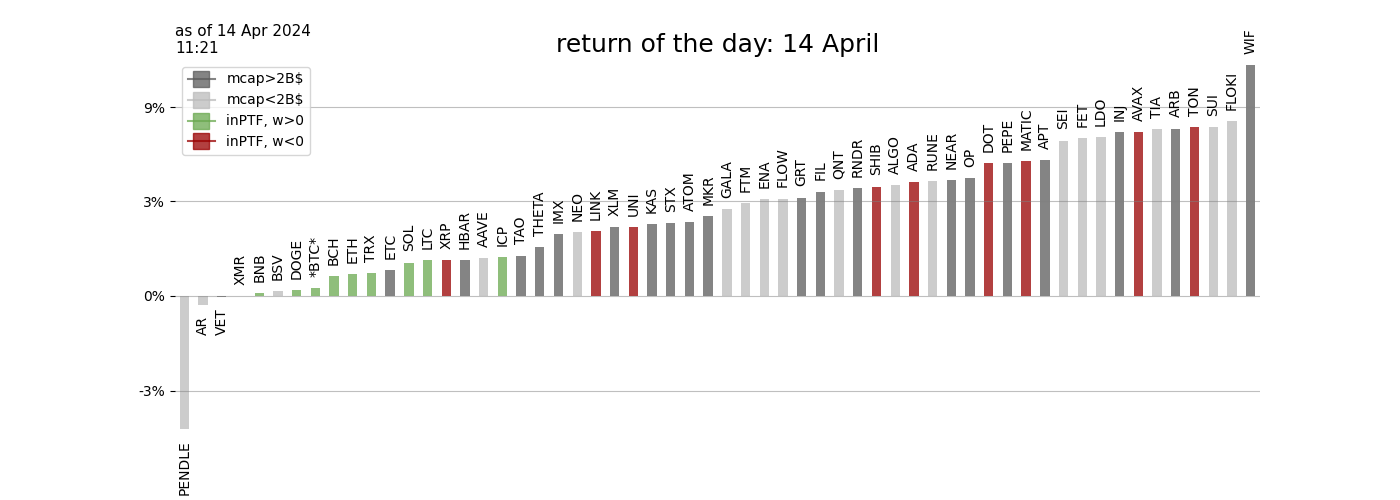 as of 14 Apr 2024
11:21
return of the day: 14 April
mcap>2B$
mcap<2B$
inPTF, w>0
inPTF, w<0
9%
3%
0%
-3%
PENDLE
AR
VET
XMR
BNB
BSV
DOGE
*BTC*
BCH
ETH
TRX
ETC
SOL
LTC
XRP
HBAR
AAVE
ICP
TAO
THETA
IMX
NEO
LINK
XLM
UNI
KAS
STX
ATOM
MKR
GALA
FTM
ENA
FLOW
GRT
FIL
QNT
RNDR
SHIB
ALGO
ADA
RUNE
NEAR
OP
DOT
PEPE
MATIC
APT
SEI
FET
LDO
INJ
AVAX
TIA
ARB
TON
SUI
FLOKI
WIF